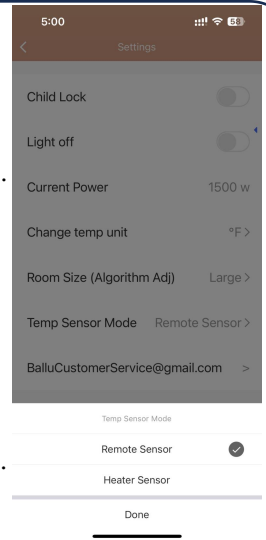 5:00 58
< Settings
Child Lock
Light off
Current Power 1500 w
Change temp unit °F >
Room Size (Algorithm Adj) Large >
Temp Sensor Mode Remote Sensor >
BalluCustomerService@gmail.com >
Temp Sensor Mode
Remote Sensor
Heater Sensor
Done